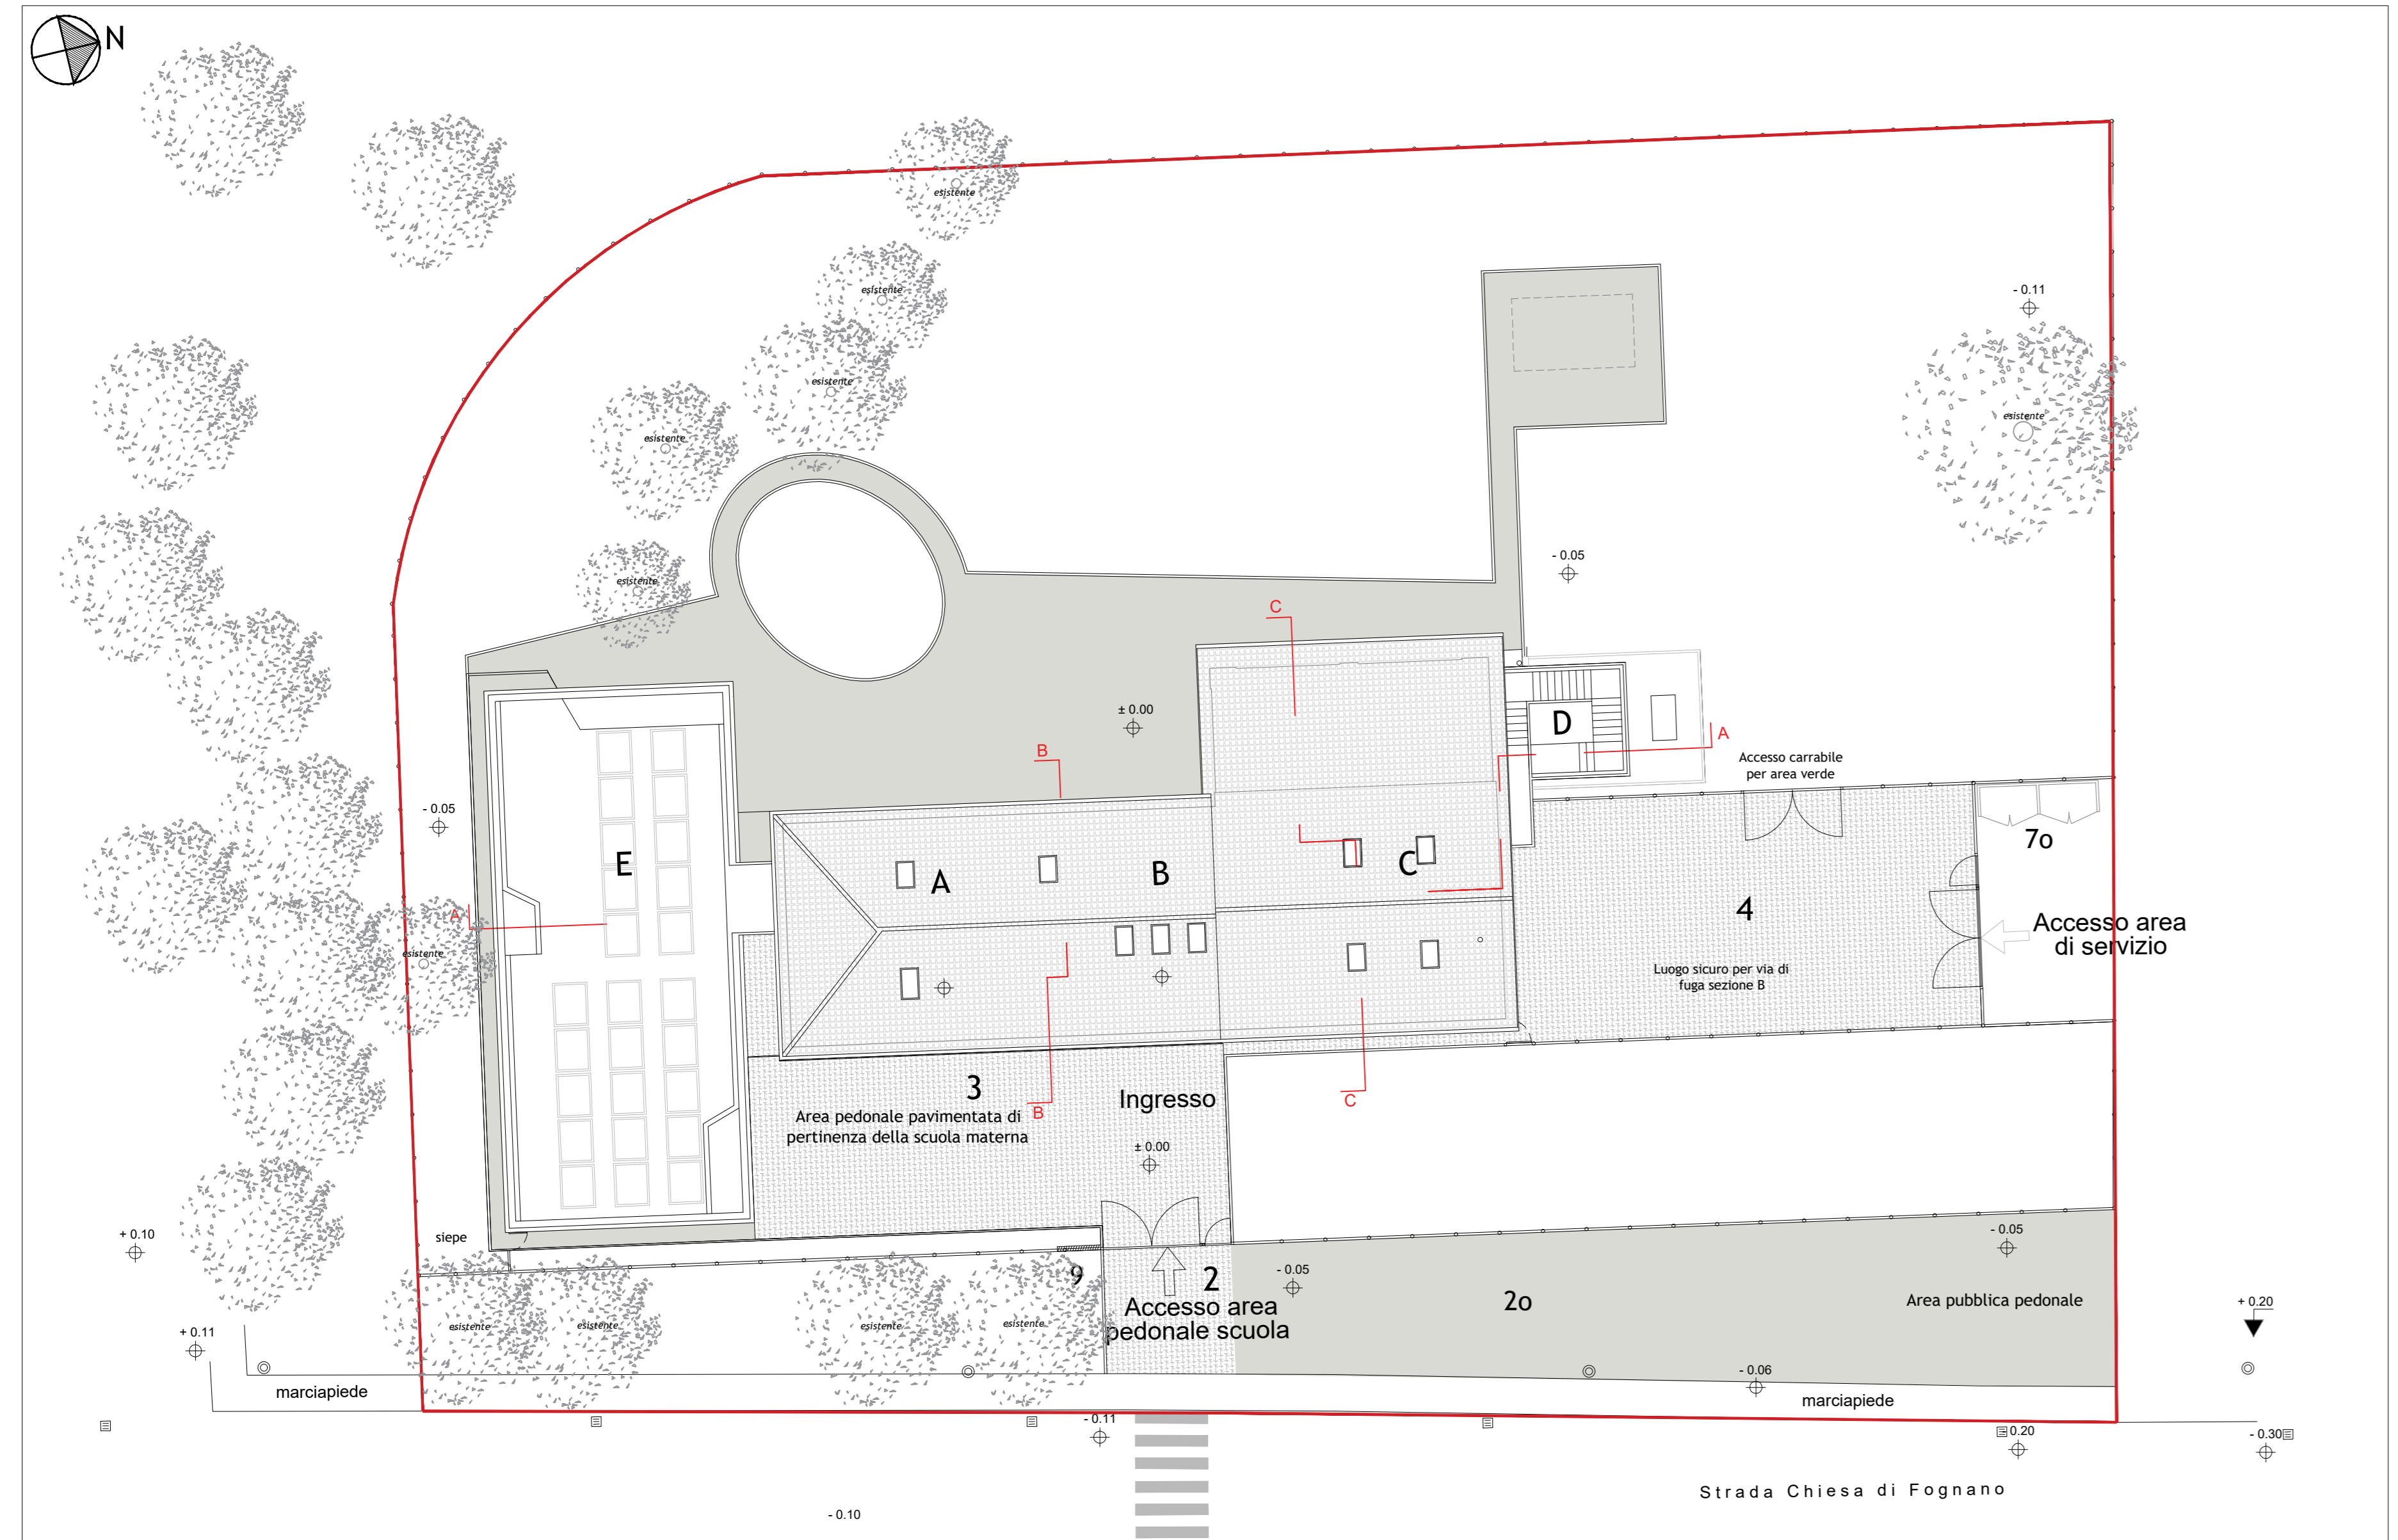 N
esistente
- 0.11
esistente
esistente
esistente
esistente
- 0.05
esistente
C
± 0.00
D
A
B
Accesso carrabile
per area verde
- 0.05
7o
E
A
B
C
4
A
Accesso area
di servizio
esistente
Luogo sicuro per via di
fuga sezione B
3
Ingresso
B
C
Area pedonale pavimentata di
pertinenza della scuola materna
± 0.00
+ 0.10
siepe
- 0.05
9
2
- 0.05
2o
Area pubblica pedonale
+ 0.20
Accesso area
pedonale scuola
esistente
esistente
esistente
esistente
+ 0.11
- 0.06
marciapiede
marciapiede
- 0.11
0.20
- 0.30
Strada Chiesa di Fognano
- 0.10